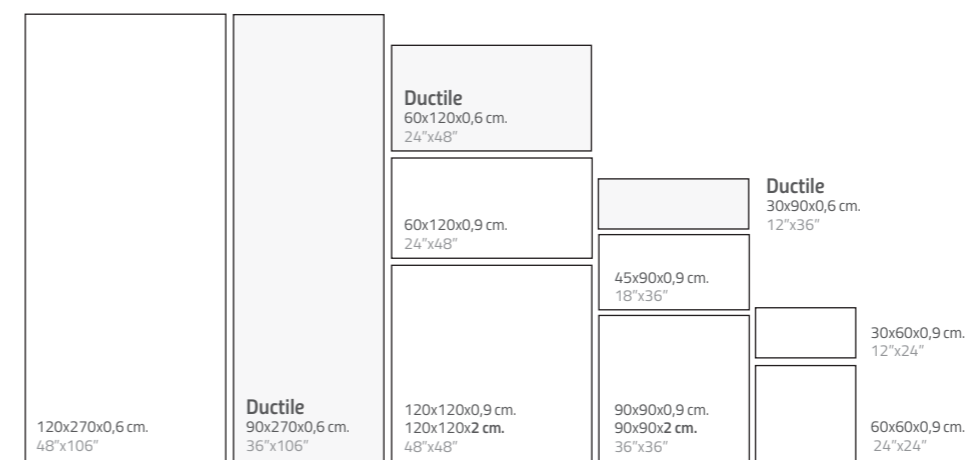 120x270x0,6 cm.
48”x106”
Ductile
90x270x0,6 cm.
36”x106”
Ductile
60x120x0,6 cm.
24”x48”
60x120x0,9 cm.
24”x48”
120x120x0,9 cm.
120x120x2 cm.
48”x48”
Ductile
30x90x0,6 cm.
12”x36”
45x90x0,9 cm.
18”x36”
90x90x0,9 cm.
90x90x2 cm.
36”x36”
30x60x0,9 cm.
12”x24”
60x60x0,9 cm.
24”x24”